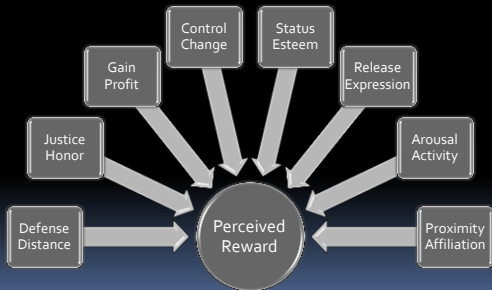 Control
Change
Status
Esteem
Gain
Profit
Release
Expression
Justice
Honor
Arousal
Activity
Defense
Distance
Perceived
Reward
Proximity
Affiliation